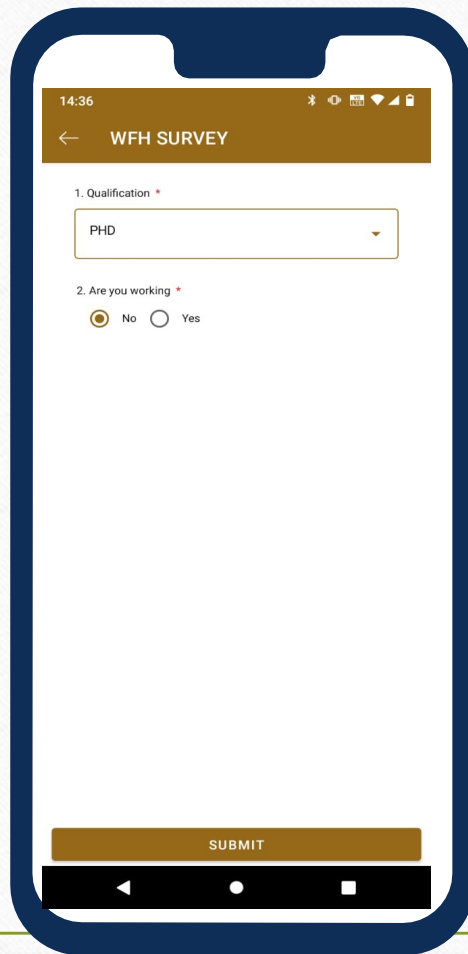 14:36
WFH SURVEY
1. Qualification *
PHD
2. Are you working *
No Yes
SUBMIT